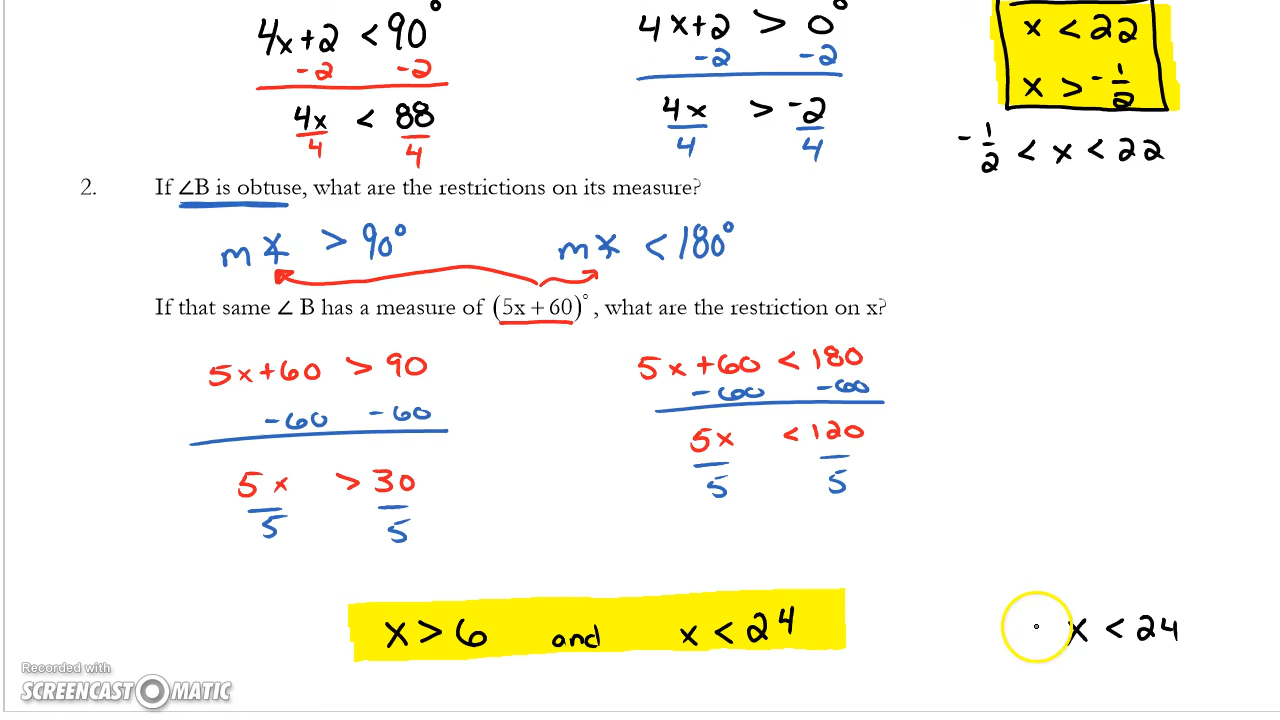 4x+2 < 90°
-2 -2
4x < 88
4 4
4x+2 > 0°
-2 -2
4x > -2
4 4
x < 22
x > -1/2
-1/2 < x < 22
2. If ∠B is obtuse, what are the restrictions on its measure?
m∡ > 90° m∡ < 180°
If that same ∠ B has a measure of (5x + 60)°, what are the restriction on x?
5x+60 > 90
-60 -60
5x > 30
5 5
5x+60 < 180
-60 -60
5x < 120
5 5
x > 6 and x < 24
x < 24
Recorded with
SCREENCAST O MATIC